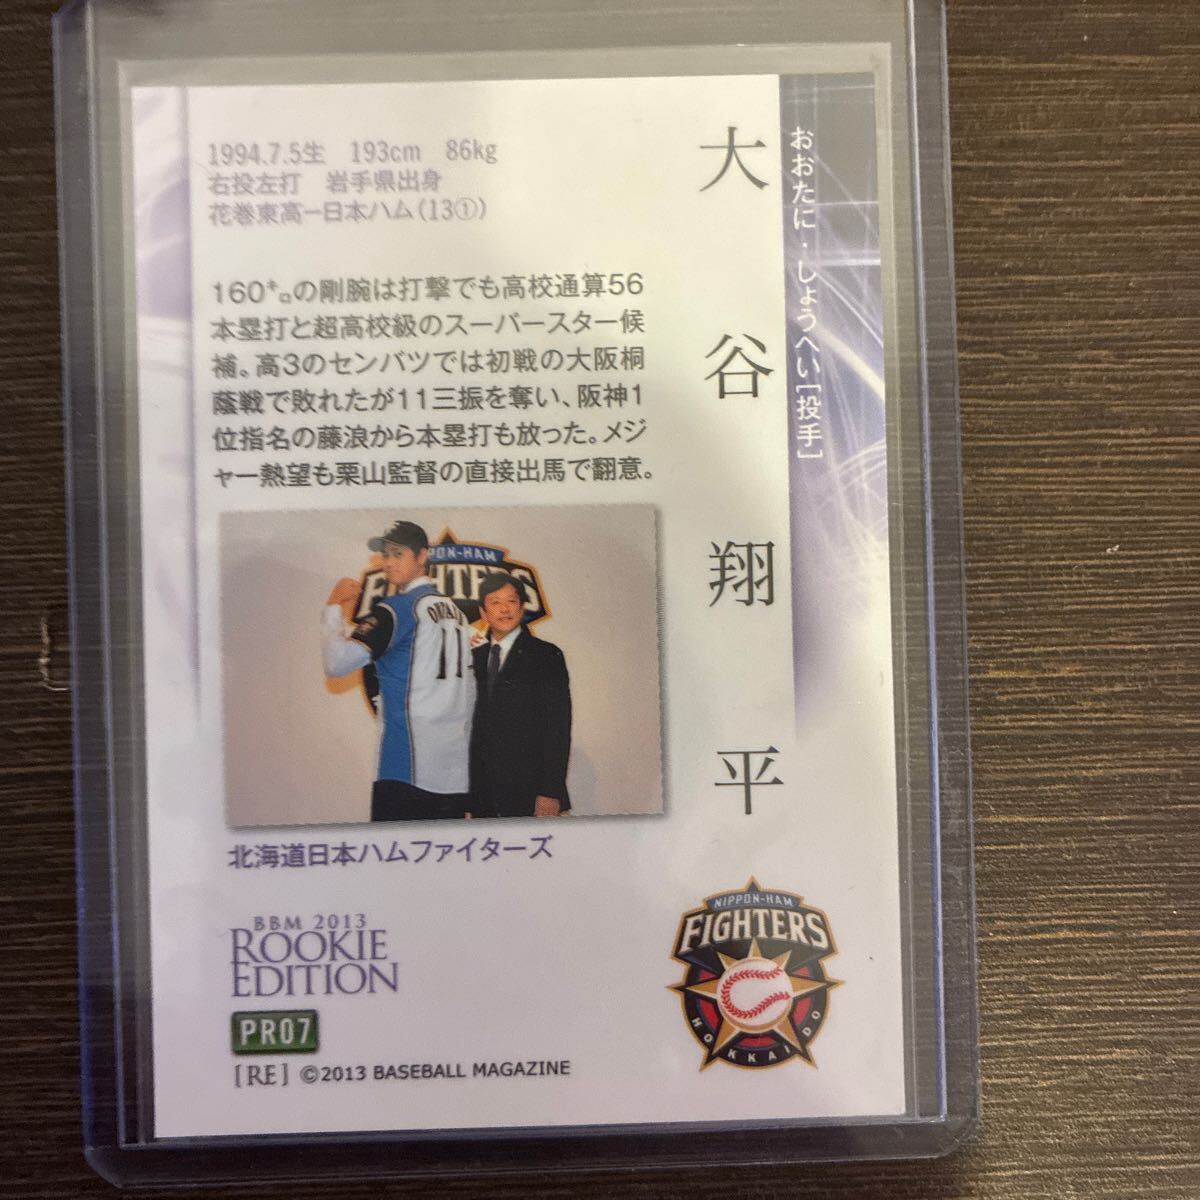 大谷翔平
おおたに・しょうへい[投手]
1994.7.5生 193cm 86kg
右投左打 岩手県出身
花巻東高−日本ハム(13①)
160㌔の剛腕は打撃でも高校通算56
本塁打と超高校級のスーパースター候
補。高3のセンバツでは初戦の大阪桐
蔭戦で敗れたが11三振を奪い、阪神1
位指名の藤浪から本塁打も放った。メジ
ャー熱望も栗山監督の直接出馬で翻意。
NIPPON-HAM
FIGHTERS
OHTANI
11
北海道日本ハムファイターズ
BBM 2013
ROOKIE
EDITION
PR07
[RE] ©2013 BASEBALL MAGAZINE
NIPPON-HAM
FIGHTERS
HOKKAIDO